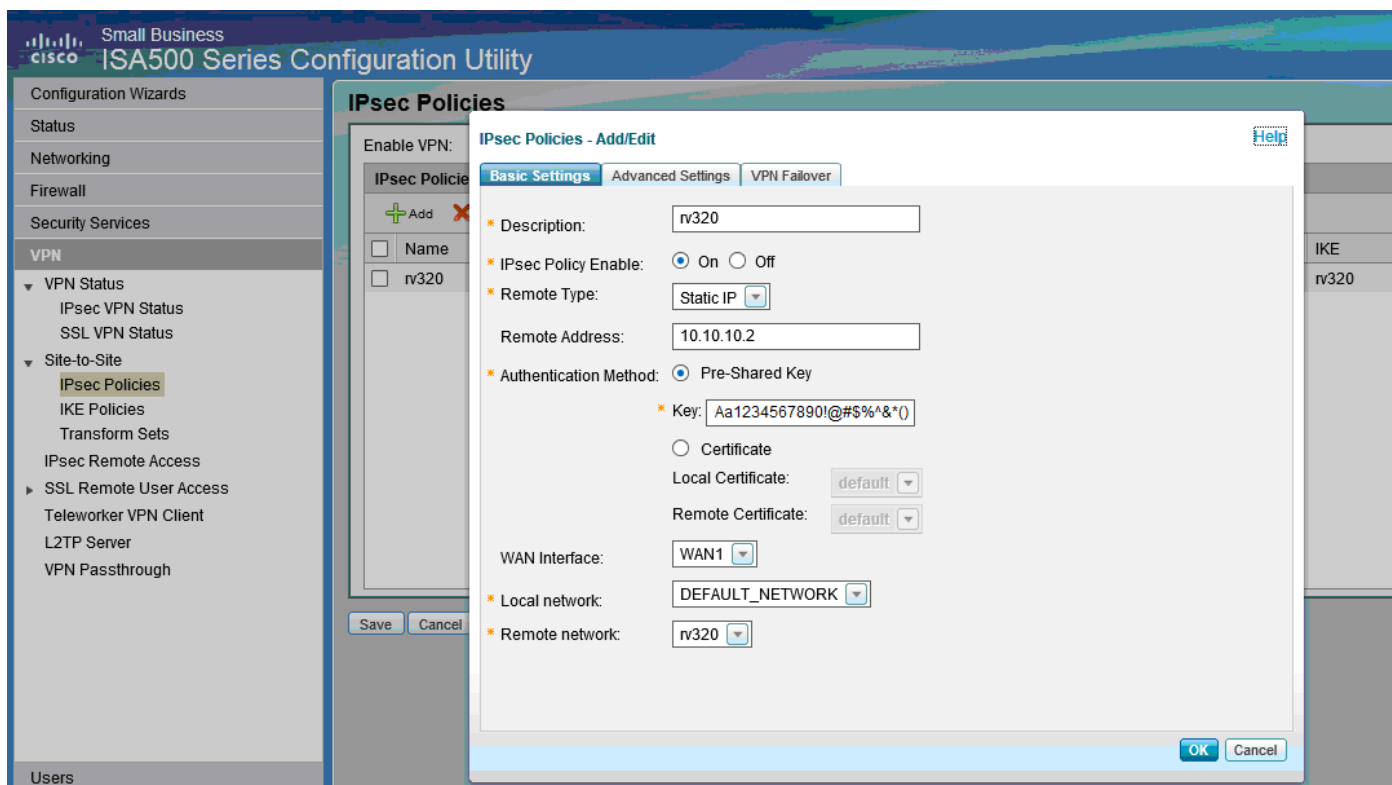 Small Business
cisco ISA500 Series Configuration Utility
Configuration Wizards
Status
Networking
Firewall
Security Services
VPN
VPN Status
IPsec VPN Status
SSL VPN Status
Site-to-Site
IPsec Policies
IKE Policies
Transform Sets
IPsec Remote Access
SSL Remote User Access
Teleworker VPN Client
L2TP Server
VPN Passthrough
Users
IPsec Policies
Enable VPN:
IPsec Policie
Add
Name IKE
rv320 rv320
Save Cancel
IPsec Policies - Add/Edit Help
Basic Settings Advanced Settings VPN Failover
* Description: rv320
* IPsec Policy Enable: On Off
* Remote Type: Static IP
Remote Address: 10.10.10.2
* Authentication Method: Pre-Shared Key
* Key: Aa1234567890!@#$%^&*()
Certificate
Local Certificate: default
Remote Certificate: default
WAN Interface: WAN1
* Local network: DEFAULT_NETWORK
* Remote network: rv320
OK Cancel